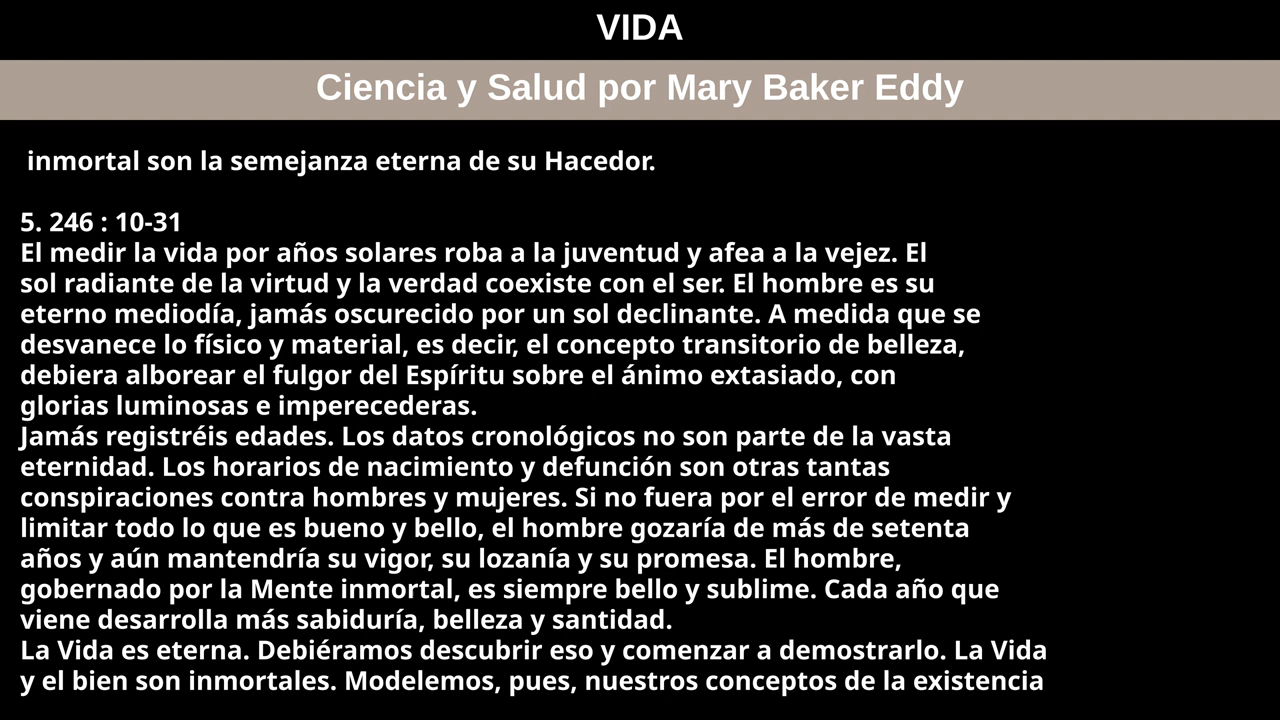 VIDA
Ciencia y Salud por Mary Baker Eddy
inmortal son la semejanza eterna de su Hacedor.
5. 246 : 10-31
El medir la vida por años solares roba a la juventud y afea a la vejez. El
sol radiante de la virtud y la verdad coexiste con el ser. El hombre es su
eterno mediodía, jamás oscurecido por un sol declinante. A medida que se
desvanece lo físico y material, es decir, el concepto transitorio de belleza,
debiera alborear el fulgor del Espíritu sobre el ánimo extasiado, con
glorias luminosas e imperecederas.
Jamás registréis edades. Los datos cronológicos no son parte de la vasta
eternidad. Los horarios de nacimiento y defunción son otras tantas
conspiraciones contra hombres y mujeres. Si no fuera por el error de medir y
limitar todo lo que es bueno y bello, el hombre gozaría de más de setenta
años y aún mantendría su vigor, su lozanía y su promesa. El hombre,
gobernado por la Mente inmortal, es siempre bello y sublime. Cada año que
viene desarrolla más sabiduría, belleza y santidad.
La Vida es eterna. Debiéramos descubrir eso y comenzar a demostrarlo. La Vida
y el bien son inmortales. Modelemos, pues, nuestros conceptos de la existencia